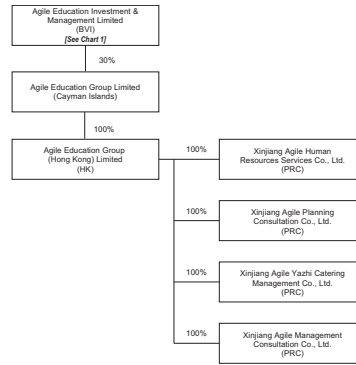 Agile Education Investment &
Management Limited
(BVI)
[See Chart 1]
30%
Agile Education Group Limited
(Cayman Islands)
100%
Agile Education Group
(Hong Kong) Limited
(HK)
100%
Xinjiang Agile Human
Resources Services Co., Ltd.
(PRC)
100%
Xinjiang Agile Planning
Consultation Co., Ltd.
(PRC)
100%
Xinjiang Agile Yazhi Catering
Management Co., Ltd.
(PRC)
100%
Xinjiang Agile Management
Consultation Co., Ltd.
(PRC)